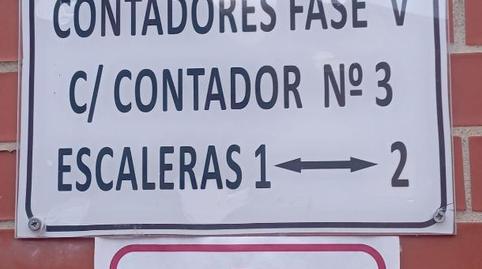 CONTADORES FASE V
C/ CONTADOR Nº 3
ESCALERAS 1 ↔ 2